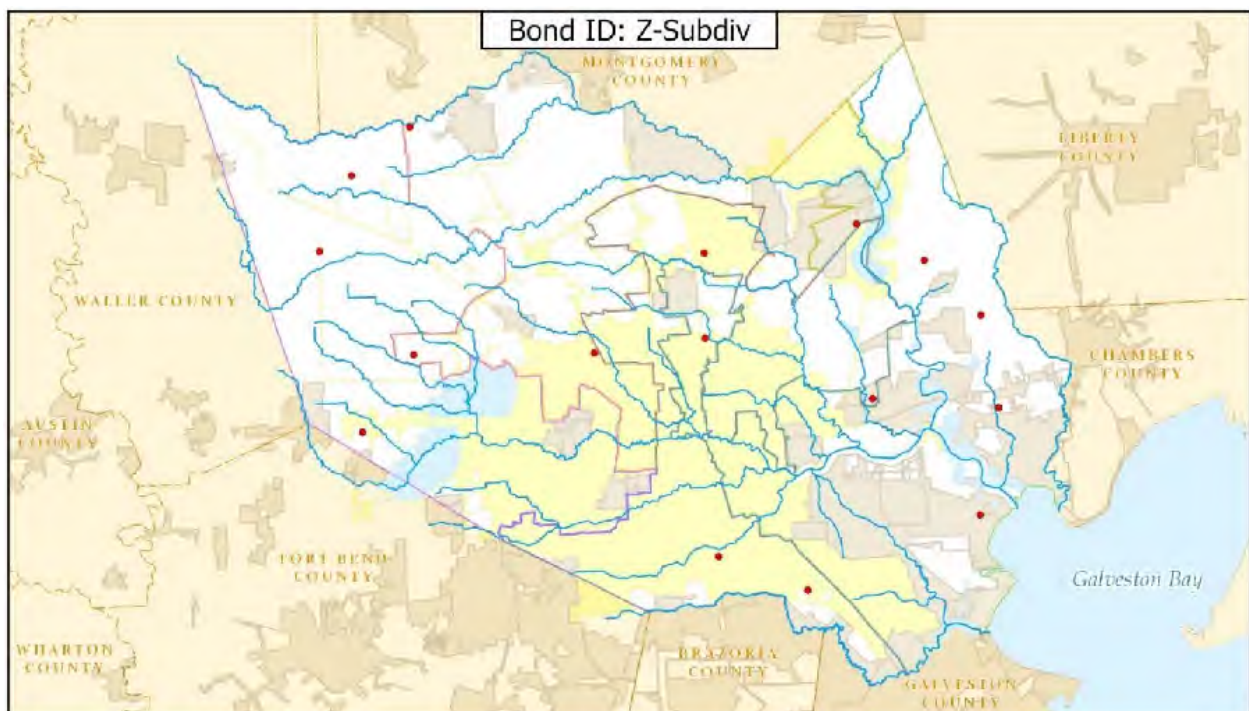 Bond ID: Z-Subdiv
MONTGOMERY
COUNTY
LIBERTY
COUNTY
WALLER COUNTY
CHAMBERS
COUNTY
AUSTIN
COUNTY
FORT BEND
COUNTY
Galveston Bay
WHARTON
COUNTY
BRAZORIA
COUNTY
GALVESTON
COUNTY